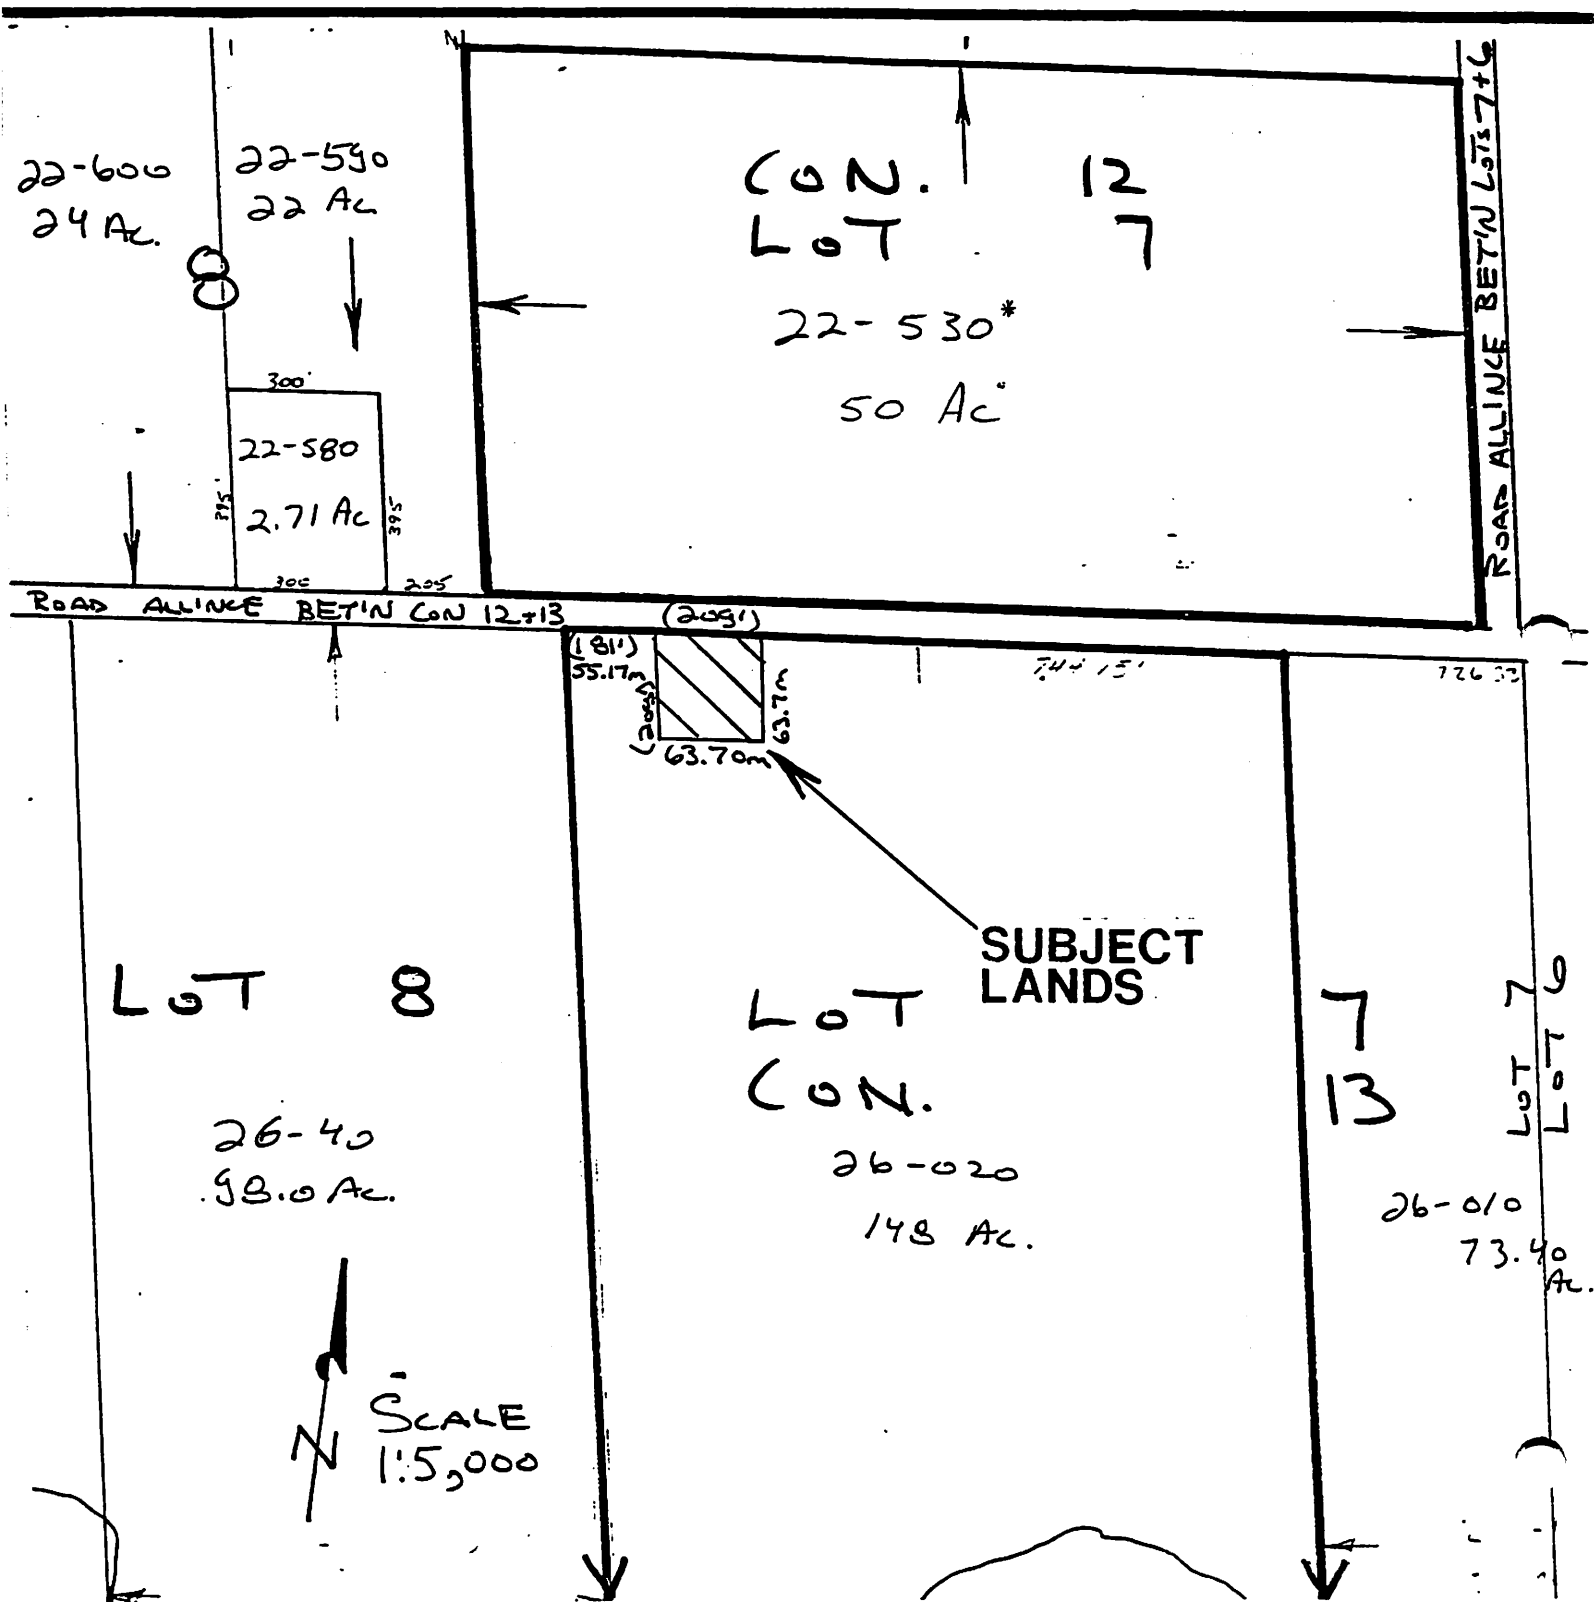 22-600
24 Ac.
22-590
22 Ac
8
CON. 12
LOT 7
22-530*
50 Ac
ROAD ALLINCE BET'N LOTS 7+6
300'
22-580
2.71 Ac
395'
395'
300
205
ROAD ALLINCE BET'N CON 12+13
(209')
(181')
55.17m
(209')
63.7m
63.70m
SUBJECT
LANDS
LOT 8
26-40
98.0 Ac.
LOT 7
CON. 13
26-020
148 Ac.
LOT 7
LOT 6
26-010
73.40
Ac.
N
SCALE
1:5,000